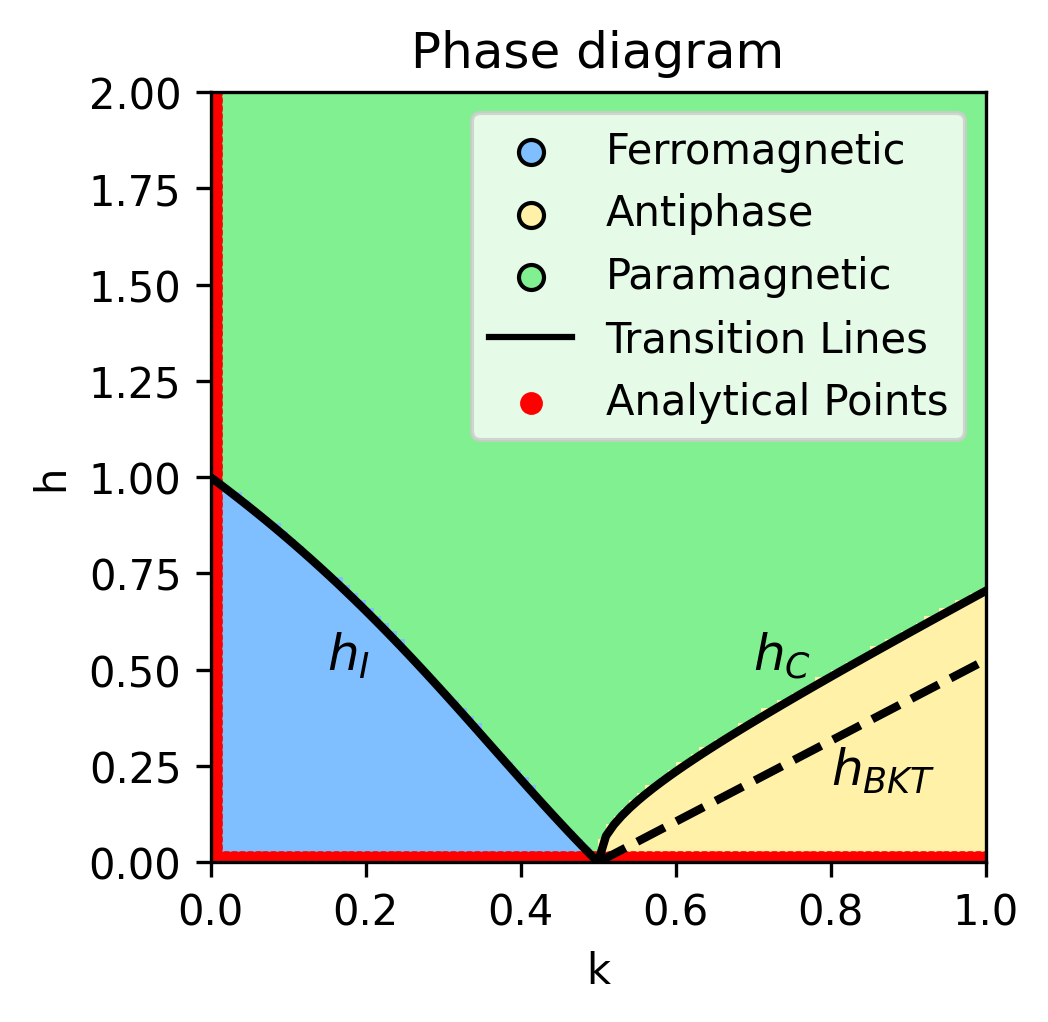 Phase diagram
2.00
1.75
1.50
1.25
1.00
0.75
0.50
0.25
0.00
h
Ferromagnetic
Antiphase
Paramagnetic
Transition Lines
Analytical Points
h_I
h_C
h_{BKT}
0.0 0.2 0.4 0.6 0.8 1.0
k